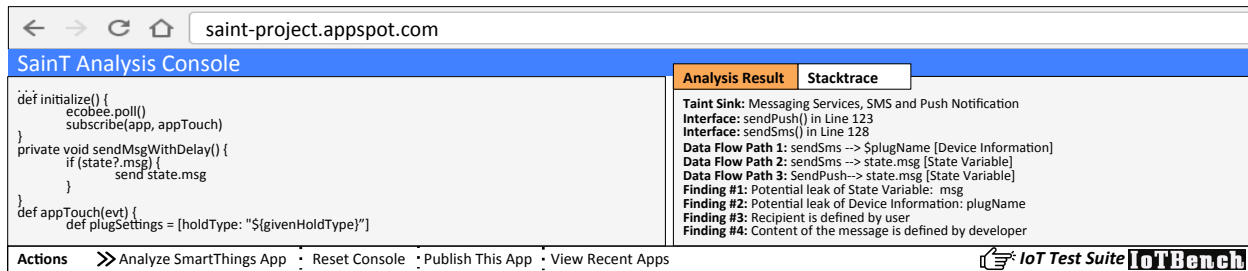 saint-project.appspot.com
SainT Analysis Console
. . .
def initialize() {
ecobee.poll()
subscribe(app, appTouch)
}
private void sendMsgWithDelay() {
if (state?.msg) {
send state.msg
}
}
def appTouch(evt) {
def plugSettings = [holdType: "${givenHoldType}”]
Analysis Result Stacktrace
Taint Sink: Messaging Services, SMS and Push Notification
Interface: sendPush() in Line 123
Interface: sendSms() in Line 128
Data Flow Path 1: sendSms --> $plugName [Device Information]
Data Flow Path 2: sendSms --> state.msg [State Variable]
Data Flow Path 3: SendPush--> state.msg [State Variable]
Finding #1: Potential leak of State Variable: msg
Finding #2: Potential leak of Device Information: plugName
Finding #3: Recipient is defined by user
Finding #4: Content of the message is defined by developer
Actions Analyze SmartThings App Reset Console Publish This App View Recent Apps IoT Test Suite IoTBench